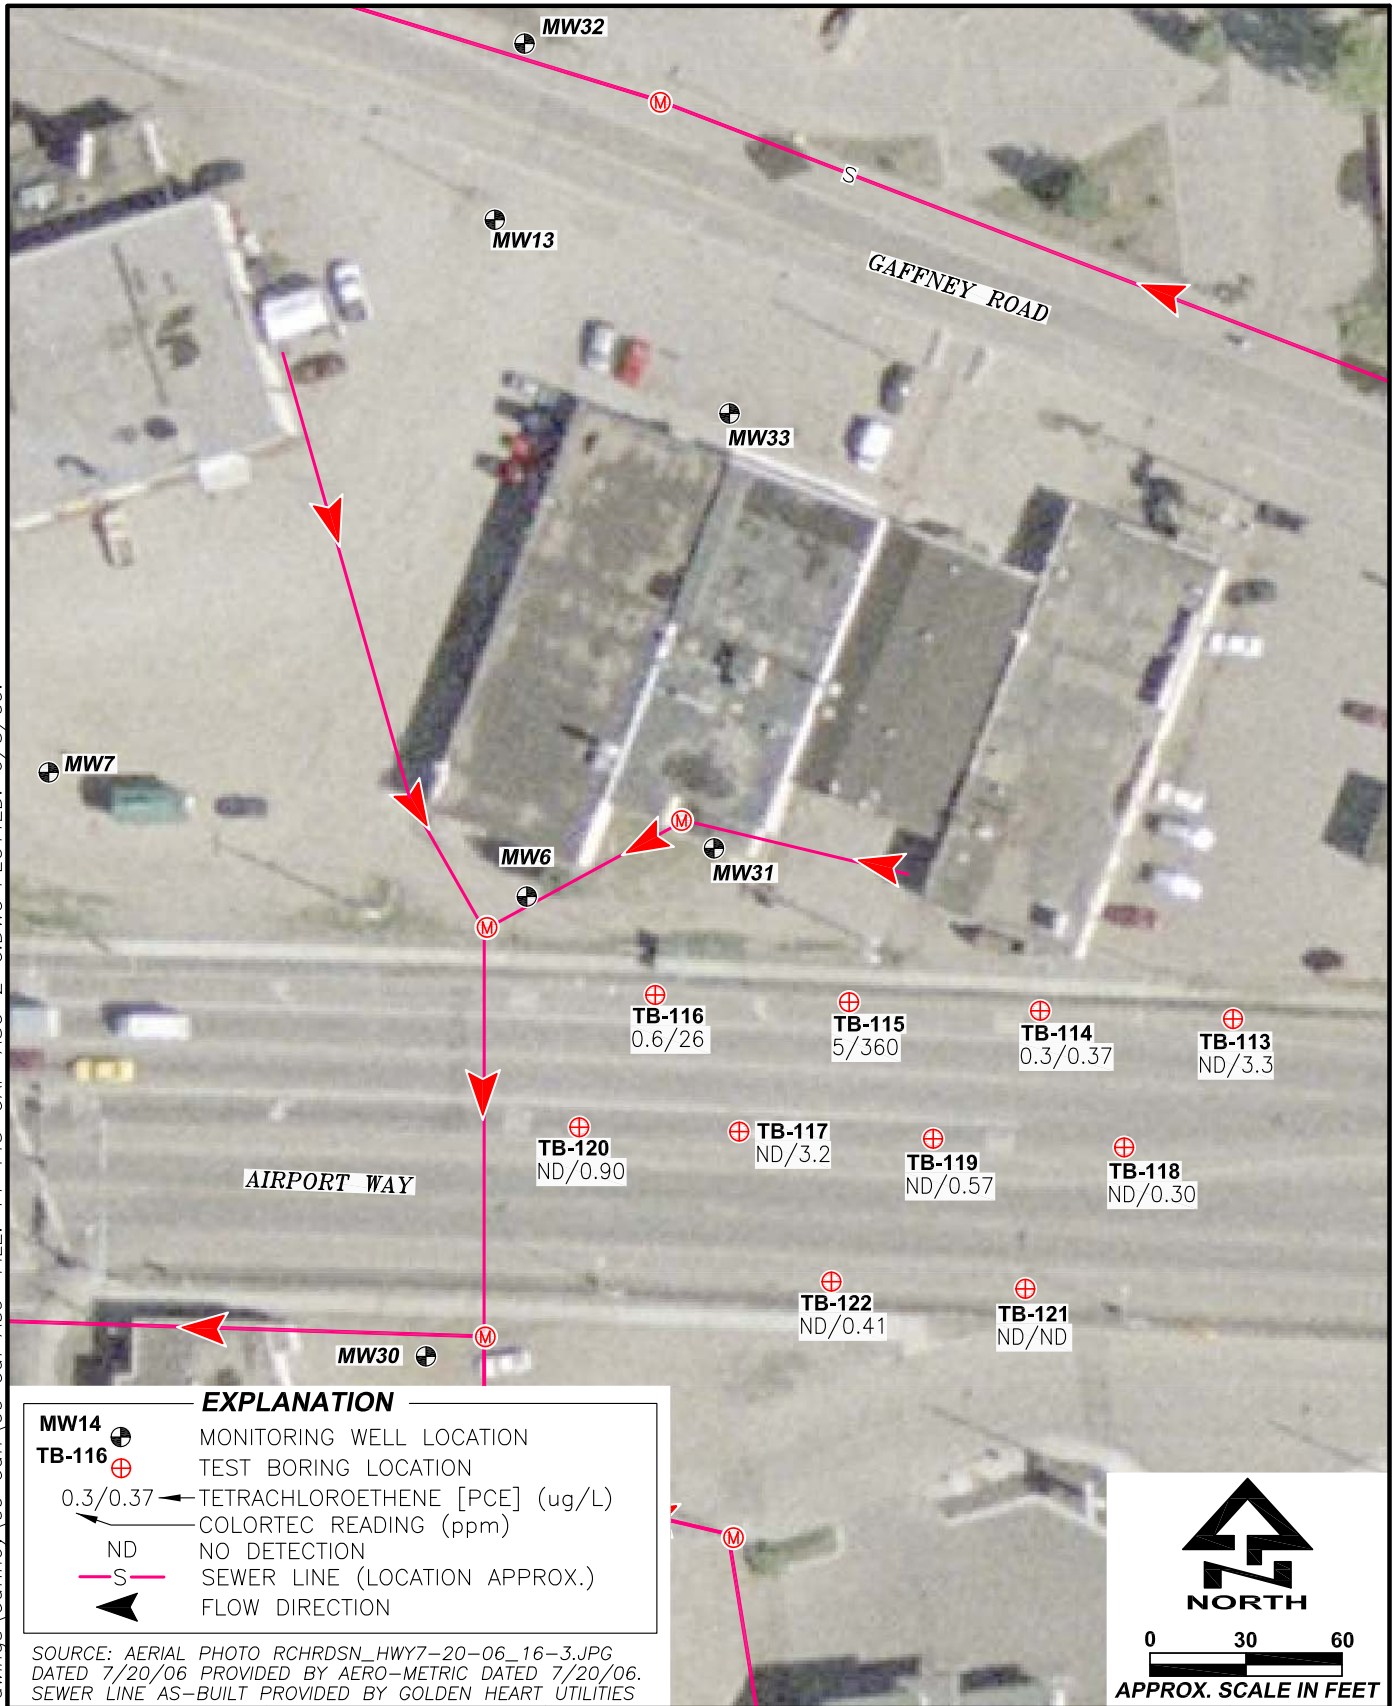 MW32
M
S
MW13
GAFFNEY ROAD
MW33
MW7
M
MW6
MW31
M
TB-116
0.6/26
TB-115
5/360
TB-114
0.3/0.37
TB-113
ND/3.3
TB-120
ND/0.90
TB-117
ND/3.2
TB-119
ND/0.57
TB-118
ND/0.30
AIRPORT WAY
TB-122
ND/0.41
TB-121
ND/ND
M
MW30
EXPLANATION
MW14
MONITORING WELL LOCATION
TB-116
TEST BORING LOCATION
0.3/0.37 TETRACHLOROETHENE [PCE] (ug/L)
COLORTEC READING (ppm)
ND NO DETECTION
S SEWER LINE (LOCATION APPROX.)
FLOW DIRECTION
SOURCE: AERIAL PHOTO RCHRDSN_HWY7-20-06_16-3.JPG
DATED 7/20/06 PROVIDED BY AERO-METRIC DATED 7/20/06.
SEWER LINE AS-BUILT PROVIDED BY GOLDEN HEART UTILITIES
M
NORTH
0 30 60
APPROX. SCALE IN FEET